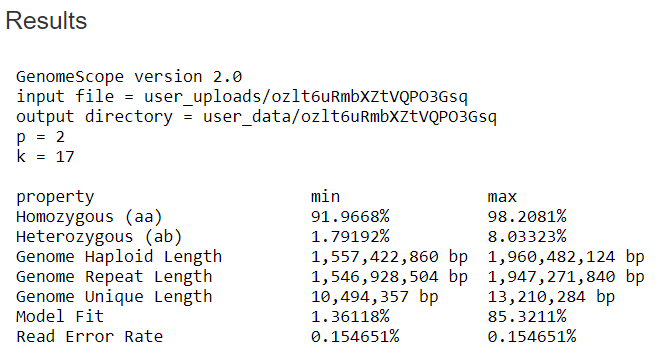 Results
GenomeScope version 2.0
input file = user_uploads/ozlt6uRmbXZtVQPO3Gsq
output directory = user_data/ozlt6uRmbXZtVQPO3Gsq
p = 2
k = 17
property min max
Homozygous (aa) 91.9668% 98.2081%
Heterozygous (ab) 1.79192% 8.03323%
Genome Haploid Length 1,557,422,860 bp 1,960,482,124 bp
Genome Repeat Length 1,546,928,504 bp 1,947,271,840 bp
Genome Unique Length 10,494,357 bp 13,210,284 bp
Model Fit 1.36118% 85.3211%
Read Error Rate 0.154651% 0.154651%